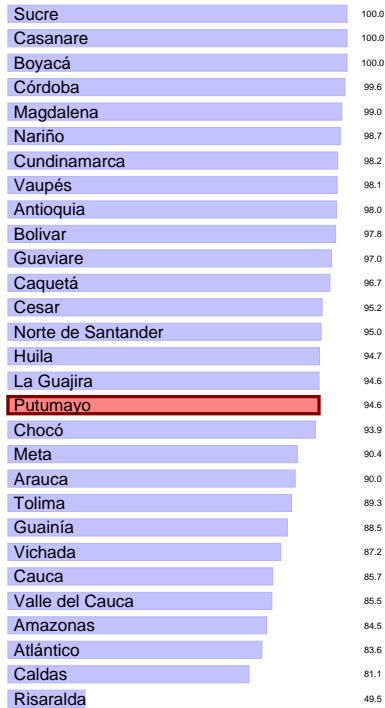 Sucre 100.0
Casanare 100.0
Boyacá 100.0
Córdoba 99.6
Magdalena 99.0
Nariño 98.7
Cundinamarca 98.2
Vaupés 98.1
Antioquia 98.0
Bolivar 97.8
Guaviare 97.0
Caquetá 96.7
Cesar 95.2
Norte de Santander 95.0
Huila 94.7
La Guajira 94.6
Putumayo 94.6
Chocó 93.9
Meta 90.4
Arauca 90.0
Tolima 89.3
Guainía 88.5
Vichada 87.2
Cauca 85.7
Valle del Cauca 85.5
Amazonas 84.5
Atlántico 83.6
Caldas 81.1
Risaralda 49.5